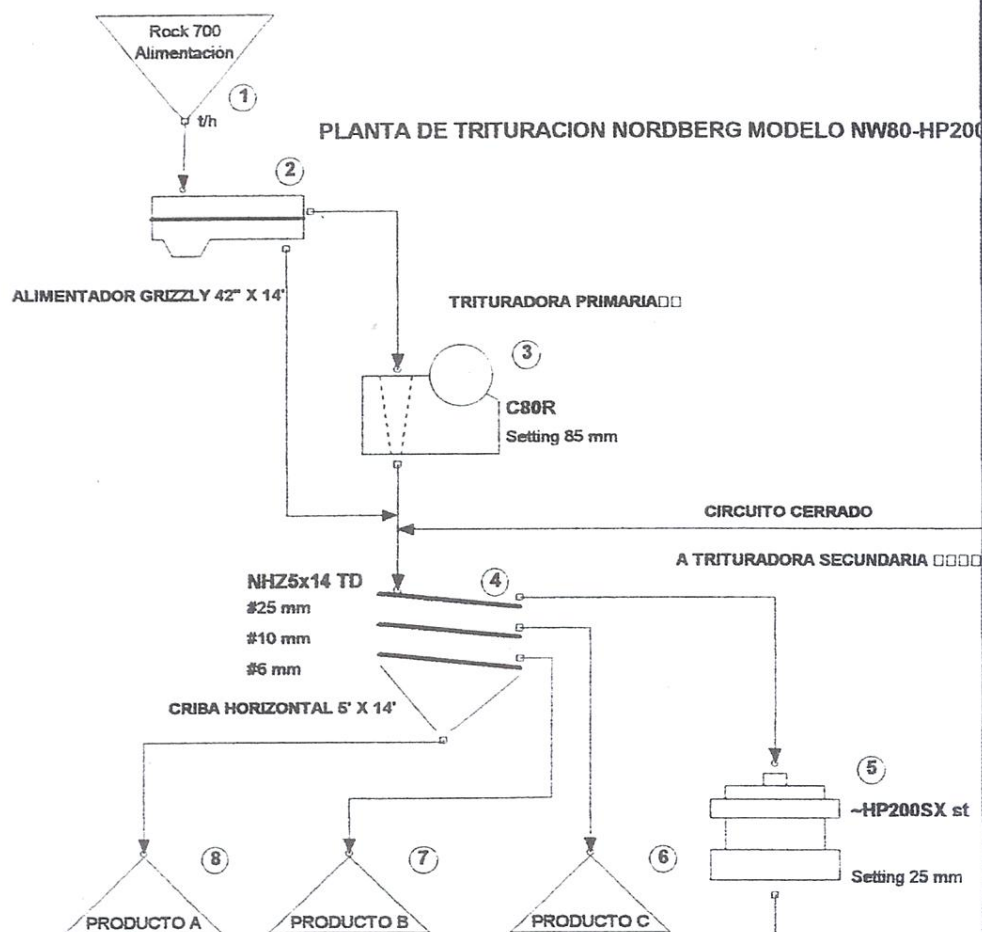 Rock 700
Alimentación
1
t/h
PLANTA DE TRITURACION NORDBERG MODELO NW80-HP200
2
ALIMENTADOR GRIZZLY 42" X 14'
TRITURADORA PRIMARIA□□
3
C80R
Setting 85 mm
CIRCUITO CERRADO
A TRITURADORA SECUNDARIA □□□□
NHZ5x14 TD
4
#25 mm
#10 mm
#6 mm
CRIBA HORIZONTAL 5' X 14'
5
~HP200SX st
Setting 25 mm
8
7
6
PRODUCTO A
PRODUCTO B
PRODUCTO C